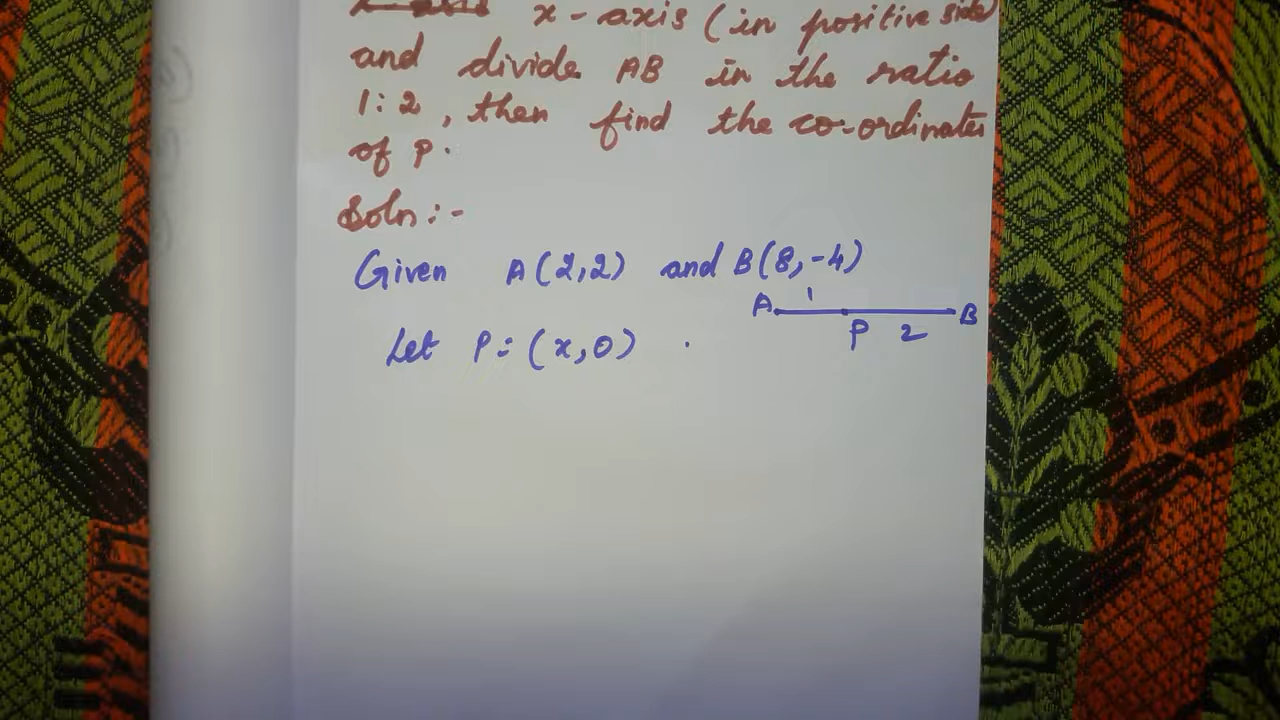 x-axis (in positive side)
and divide AB in the ratio
1:2, then find the co-ordinates
of P.
Soln:-
Given A(2,2) and B(8,-4)
A 1 P 2 B
Let P = (x,0)